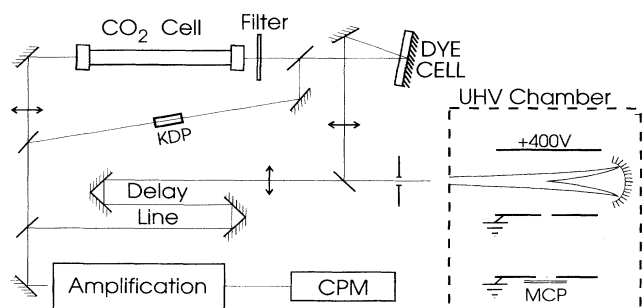 CO₂ Cell
Filter
DYE
CELL
KDP
UHV Chamber
+400V
Delay
Line
Amplification
CPM
MCP